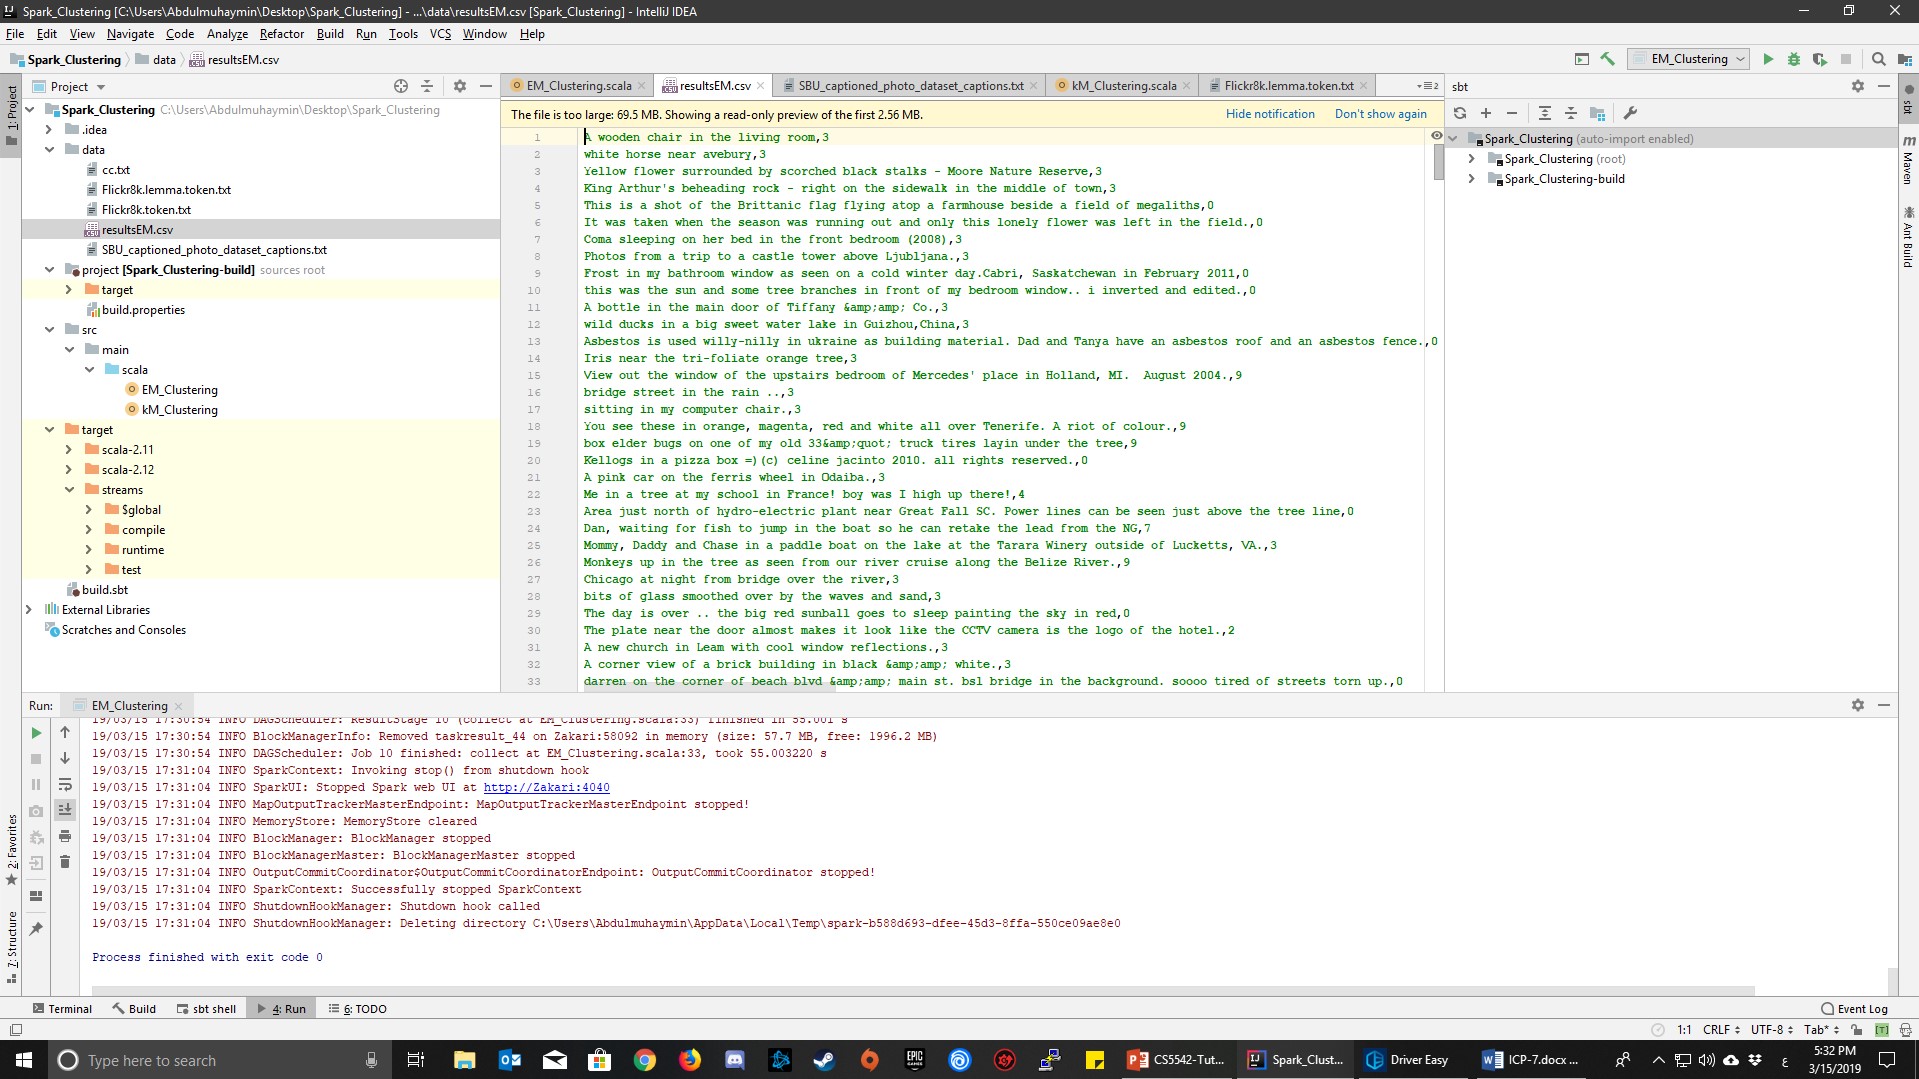 Spark_Clustering [C:\Users\Abdulmuhaymin\Desktop\Spark_Clustering] - ...\data\resultsEM.csv [Spark_Clustering] - IntelliJ IDEA
File Edit View Navigate Code Analyze Refactor Build Run Tools VCS Window Help
Spark_Clustering data resultsEM.csv
EM_Clustering
Project
EM_Clustering.scala
resultsEM.csv
SBU_captioned_photo_dataset_captions.txt
kM_Clustering.scala
Flickr8k.lemma.token.txt
sbt
1: Project
Spark_Clustering C:\Users\Abdulmuhaymin\Desktop\Spark_Clustering
.idea
data
cc.txt
Flickr8k.lemma.token.txt
Flickr8k.token.txt
resultsEM.csv
SBU_captioned_photo_dataset_captions.txt
project [Spark_Clustering-build] sources root
target
build.properties
src
main
scala
EM_Clustering
kM_Clustering
target
scala-2.11
scala-2.12
streams
$global
compile
runtime
test
build.sbt
External Libraries
Scratches and Consoles
The file is too large: 69.5 MB. Showing a read-only preview of the first 2.56 MB. Hide notification Don't show again
1 A wooden chair in the living room,3
2 white horse near avebury,3
3 Yellow flower surrounded by scorched black stalks - Moore Nature Reserve,3
4 King Arthur's beheading rock - right on the sidewalk in the middle of town,3
5 This is a shot of the Brittanic flag flying atop a farmhouse beside a field of megaliths,0
6 It was taken when the season was running out and only this lonely flower was left in the field.,0
7 Coma sleeping on her bed in the front bedroom (2008),3
8 Photos from a trip to a castle tower above Ljubljana.,3
9 Frost in my bathroom window as seen on a cold winter day.Cabri, Saskatchewan in February 2011,0
10 this was the sun and some tree branches in front of my bedroom window.. i inverted and edited.,0
11 A bottle in the main door of Tiffany &amp;amp; Co.,3
12 wild ducks in a big sweet water lake in Guizhou,China,3
13 Asbestos is used willy-nilly in ukraine as building material. Dad and Tanya have an asbestos roof and an asbestos fence.,0
14 Iris near the tri-foliate orange tree,3
15 View out the window of the upstairs bedroom of Mercedes' place in Holland, MI.  August 2004.,9
16 bridge street in the rain ..,3
17 sitting in my computer chair.,3
18 You see these in orange, magenta, red and white all over Tenerife. A riot of colour.,9
19 box elder bugs on one of my old 33&amp;quot; truck tires layin under the tree,9
20 Kellogs in a pizza box =)(c) celine jacinto 2010. all rights reserved.,0
21 A pink car on the ferris wheel in Odaiba.,3
22 Me in a tree at my school in France! boy was I high up there!,4
23 Area just north of hydro-electric plant near Great Fall SC. Power lines can be seen just above the tree line,0
24 Dan, waiting for fish to jump in the boat so he can retake the lead from the NG,7
25 Mommy, Daddy and Chase in a paddle boat on the lake at the Tarara Winery outside of Lucketts, VA.,3
26 Monkeys up in the tree as seen from our river cruise along the Belize River.,9
27 Chicago at night from bridge over the river,3
28 bits of glass smoothed over by the waves and sand,3
29 The day is over .. the big red sunball goes to sleep painting the sky in red,0
30 The plate near the door almost makes it look like the CCTV camera is the logo of the hotel.,2
31 A new church in Leam with cool window reflections.,3
32 A corner view of a brick building in black &amp;amp; white.,3
33 darren on the corner of beach blvd &amp;amp; main st. bsl bridge in the background. soooo tired of streets torn up.,0
Spark_Clustering (auto-import enabled)
Spark_Clustering (root)
Spark_Clustering-build
sbt
Maven
Ant Build
Run: EM_Clustering
19/03/15 17:30:54 INFO DAGScheduler: ResultStage 10 (collect at EM_Clustering.scala:33) finished in 55.001 s
19/03/15 17:30:54 INFO BlockManagerInfo: Removed taskresult_44 on Zakari:58092 in memory (size: 57.7 MB, free: 1996.2 MB)
19/03/15 17:30:54 INFO DAGScheduler: Job 10 finished: collect at EM_Clustering.scala:33, took 55.003220 s
19/03/15 17:31:04 INFO SparkContext: Invoking stop() from shutdown hook
19/03/15 17:31:04 INFO SparkUI: Stopped Spark web UI at http://Zakari:4040
19/03/15 17:31:04 INFO MapOutputTrackerMasterEndpoint: MapOutputTrackerMasterEndpoint stopped!
19/03/15 17:31:04 INFO MemoryStore: MemoryStore cleared
19/03/15 17:31:04 INFO BlockManager: BlockManager stopped
19/03/15 17:31:04 INFO BlockManagerMaster: BlockManagerMaster stopped
19/03/15 17:31:04 INFO OutputCommitCoordinator$OutputCommitCoordinatorEndpoint: OutputCommitCoordinator stopped!
19/03/15 17:31:04 INFO SparkContext: Successfully stopped SparkContext
19/03/15 17:31:04 INFO ShutdownHookManager: Shutdown hook called
19/03/15 17:31:04 INFO ShutdownHookManager: Deleting directory C:\Users\Abdulmuhaymin\AppData\Local\Temp\spark-b588d693-dfee-45d3-8ffa-550ce09ae8e0
Process finished with exit code 0
2: Favorites
7: Structure
Terminal Build sbt shell 4: Run 6: TODO Event Log
1:1 CRLF UTF-8 Tab*
Type here to search
CS5542-Tut...
Spark_Clust...
Driver Easy
ICP-7.docx ...
ع
5:32 PM
3/15/2019